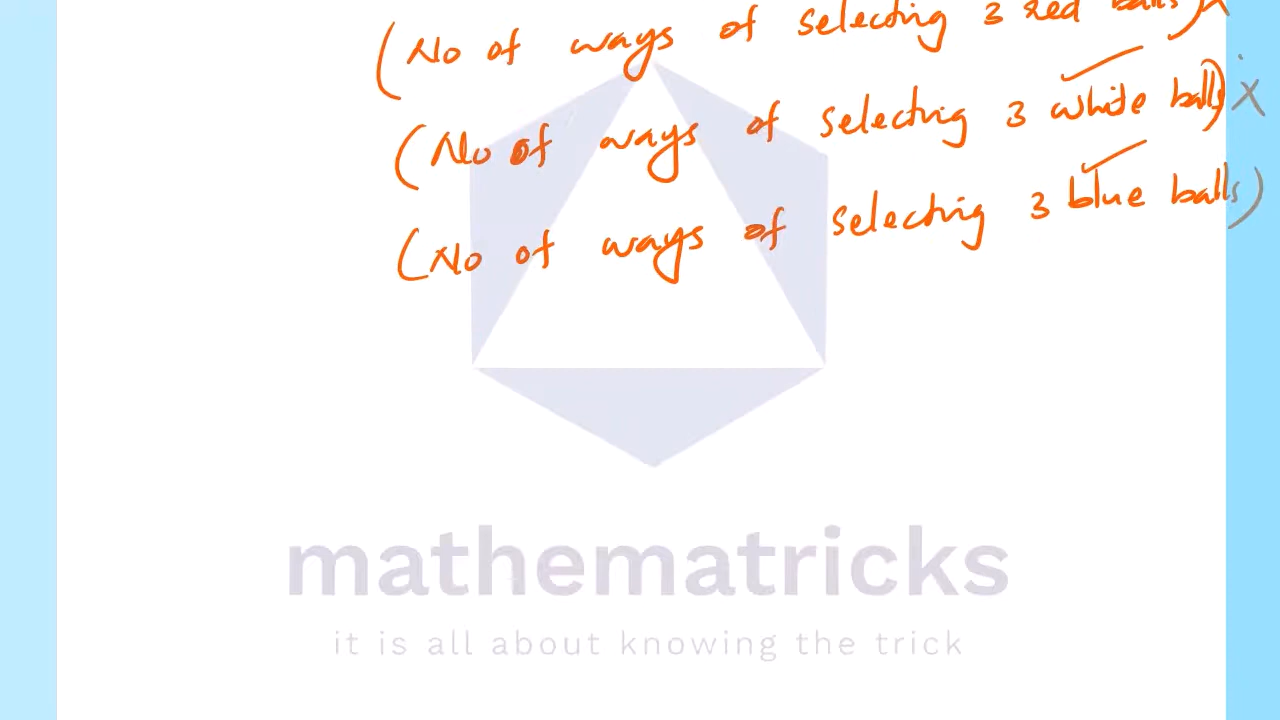 (No of ways of selecting 3 red balls) x
(No of ways of selecting 3 white balls) x
(No of ways of selecting 3 blue balls)
mathematricks
it is all about knowing the trick